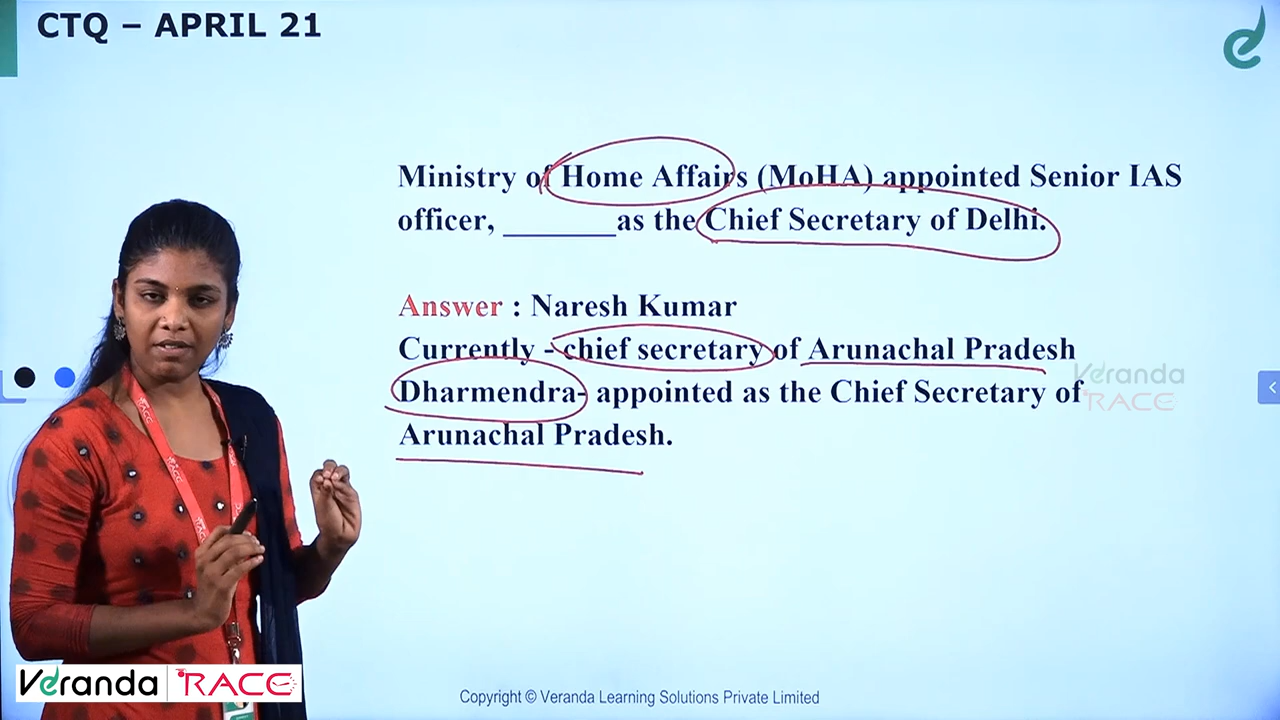 CTQ – APRIL 21
Ministry of Home Affairs (MoHA) appointed Senior IAS
officer, _______as the Chief Secretary of Delhi.
Answer : Naresh Kumar
Currently - chief secretary of Arunachal Pradesh
Dharmendra- appointed as the Chief Secretary of
Arunachal Pradesh.
Veranda
RACE
Veranda RACE
Copyright © Veranda Learning Solutions Private Limited